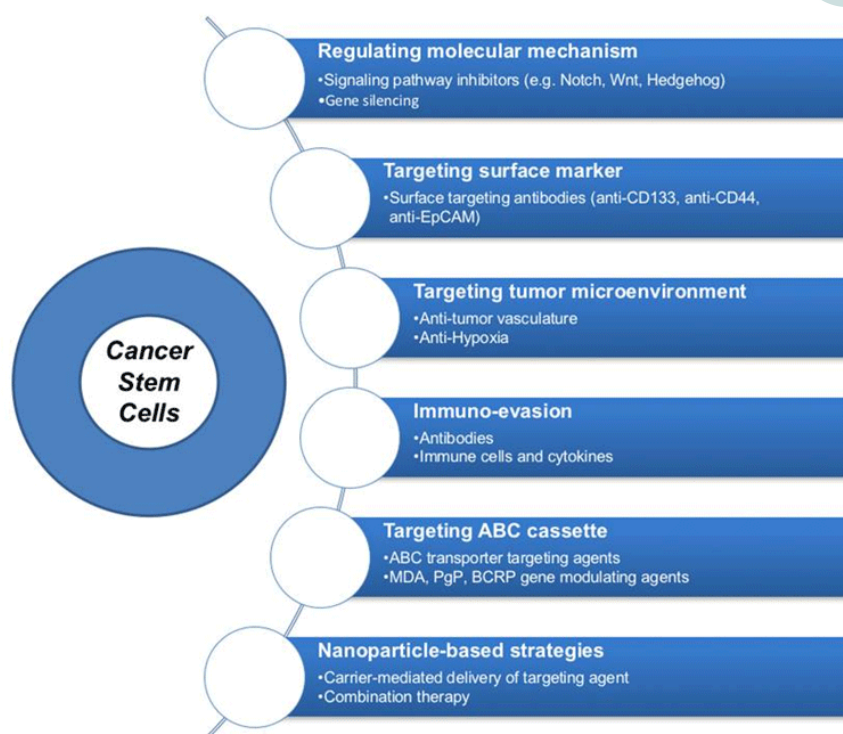 Regulating molecular mechanism
•Signaling pathway inhibitors (e.g. Notch, Wnt, Hedgehog)
•Gene silencing
Targeting surface marker
•Surface targeting antibodies (anti-CD133, anti-CD44,
anti-EpCAM)
Targeting tumor microenvironment
•Anti-tumor vasculature
•Anti-Hypoxia
Cancer
Stem
Cells
Immuno-evasion
•Antibodies
•Immune cells and cytokines
Targeting ABC cassette
•ABC transporter targeting agents
•MDA, PgP, BCRP gene modulating agents
Nanoparticle-based strategies
•Carrier-mediated delivery of targeting agent
•Combination therapy